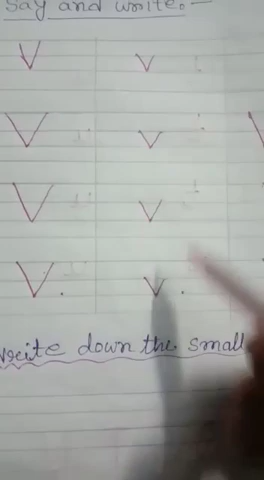 Say and write:-
V v
V v
V v
V. v.
write down the small